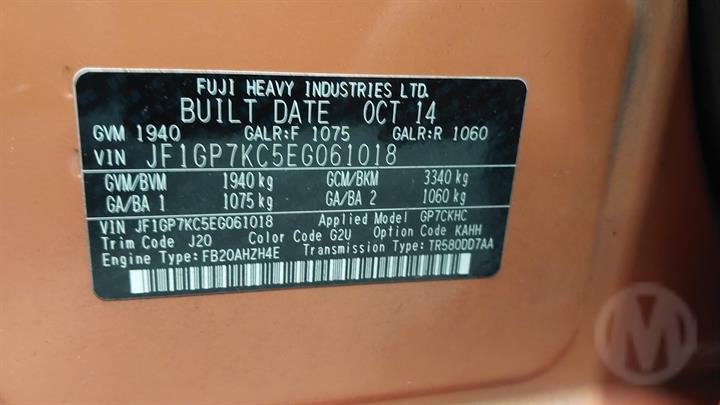 FUJI HEAVY INDUSTRIES LTD.
BUILT DATE OCT 14
GVM 1940 GALR:F 1075 GALR:R 1060
VIN JF1GP7KC5EG061018
GVM/BVM 1940 kg GCM/BKM 3340 kg
GA/BA 1 1075 kg GA/BA 2 1060 kg
VIN JF1GP7KC5EG061018 Applied Model GP7CKHC
Trim Code J20 Color Code G2U Option Code KAHH
Engine Type:FB20AHZH4E Transmission Type:TR580DD7AA
M